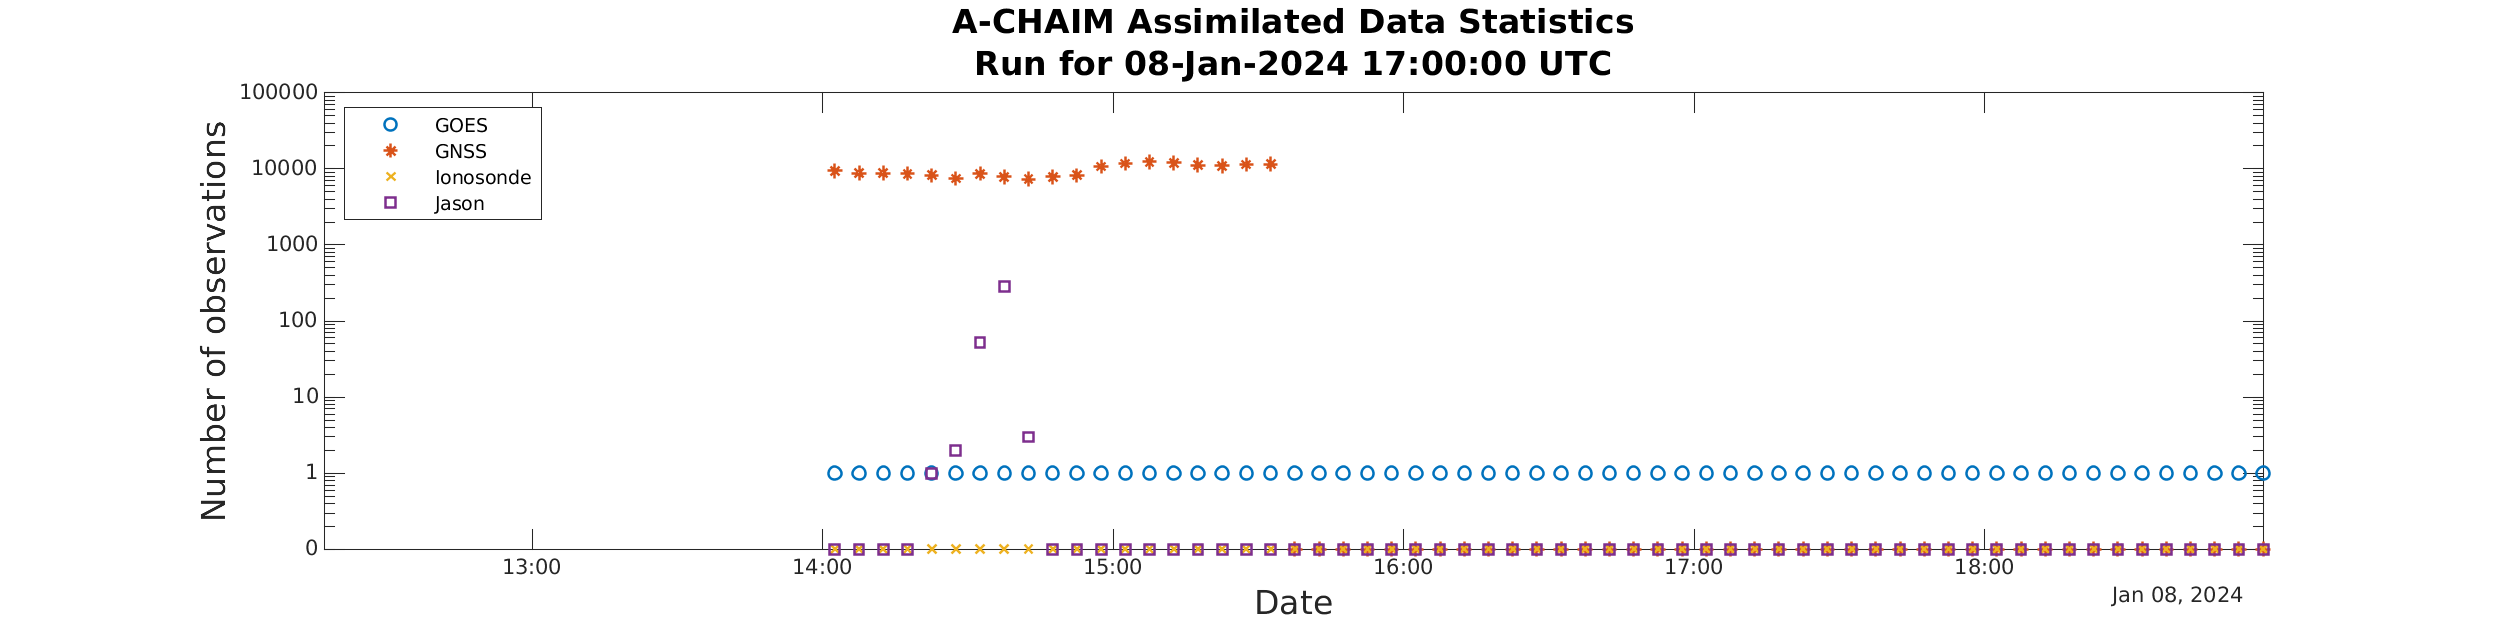 A-CHAIM Assimilated Data Statistics
Run for 08-Jan-2024 17:00:00 UTC
100000
10000
1000
100
10
1
0
Number of observations
GOES
GNSS
Ionosonde
Jason
13:00
14:00
15:00
16:00
17:00
18:00
Date
Jan 08, 2024